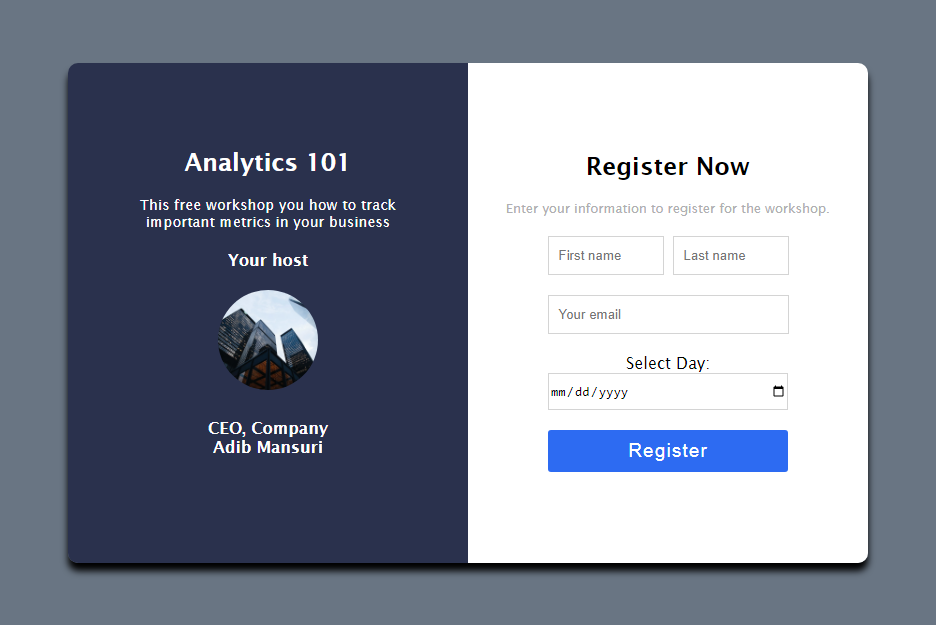 Analytics 101
This free workshop you how to track
important metrics in your business
Your host
CEO, Company
Adib Mansuri
Register Now
Enter your information to register for the workshop.
First name Last name
Your email
Select Day:
mm/dd/yyyy
Register